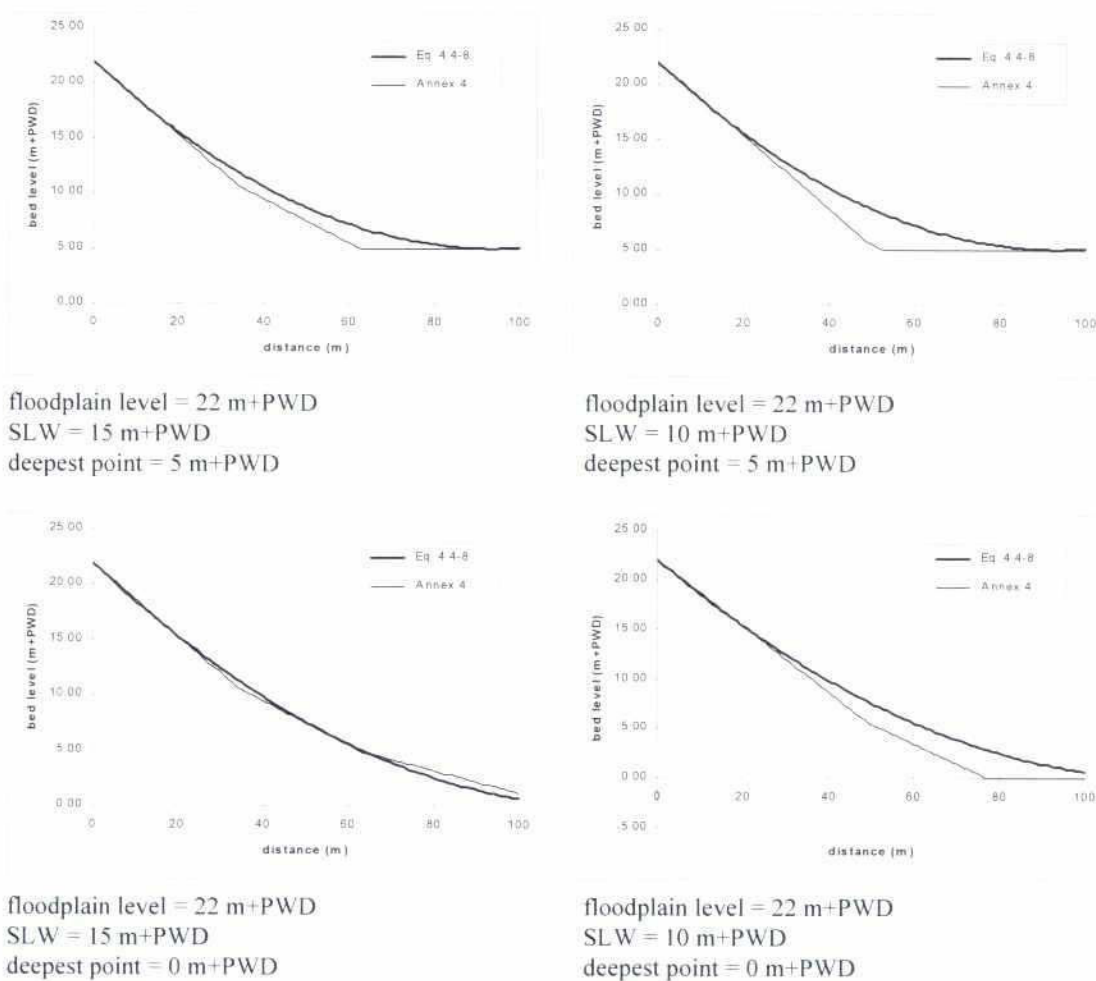 25 00
20 00
15 00
10 00
5 00
0 00
bed level (m+PWD)
Eq 4 4-8
Annex 4
0 20 40 60 80 100
distance (m)
floodplain level = 22 m+PWD
SLW = 15 m+PWD
deepest point = 5 m+PWD
25 00
20 00
15 00
10 00
5 00
0 00
bed level (m+PWD)
Eq 4 4-8
Annex 4
0 20 40 60 80 100
distance (m)
floodplain level = 22 m+PWD
SLW = 10 m+PWD
deepest point = 5 m+PWD
25 00
20 00
15 00
10 00
5 00
0 00
bed level (m+PWD)
Eq 4 4-8
Annex 4
0 20 40 60 80 100
distance (m)
floodplain level = 22 m+PWD
SLW = 15 m+PWD
deepest point = 0 m+PWD
25 00
20 00
15 00
10 00
5 00
0 00
-5 00
bed level (m+PWD)
Eq 4 4-8
Annex 4
0 20 40 60 80 100
distance (m)
floodplain level = 22 m+PWD
SLW = 10 m+PWD
deepest point = 0 m+PWD